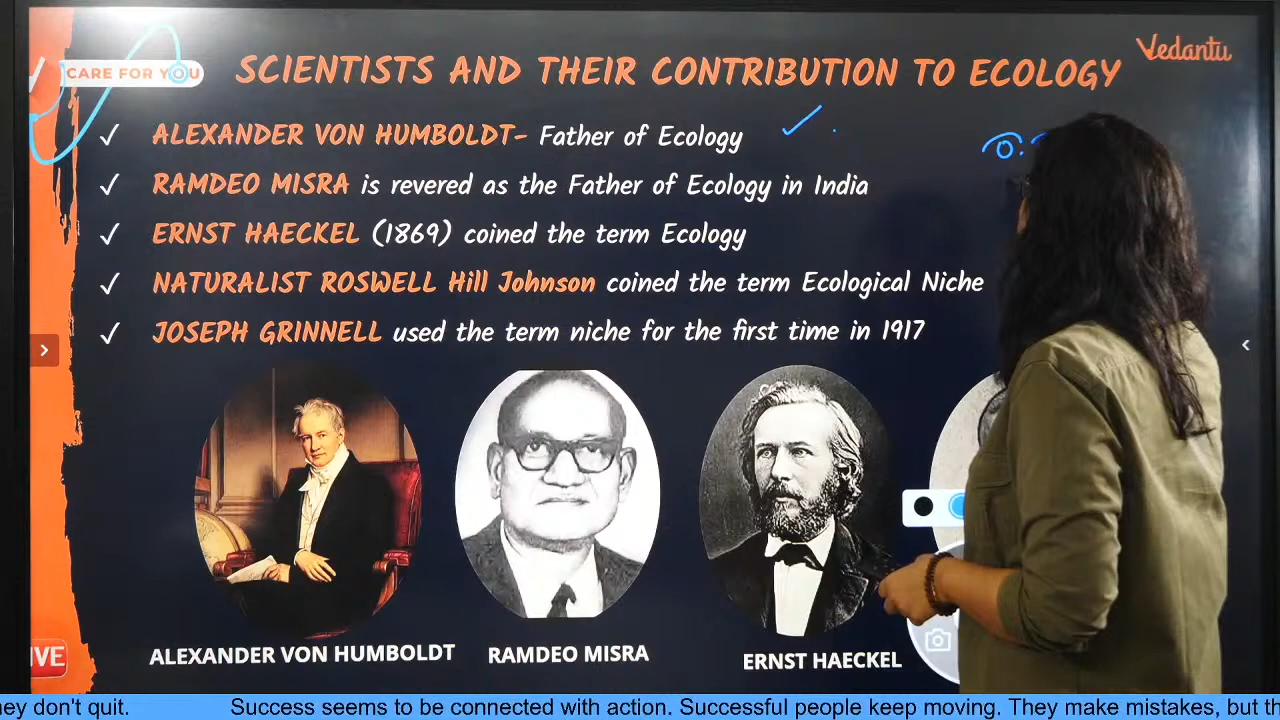 CARE FOR YOU
SCIENTISTS AND THEIR CONTRIBUTION TO ECOLOGY
Vedantu
ALEXANDER VON HUMBOLDT- Father of Ecology
RAMDEO MISRA is revered as the Father of Ecology in India
ERNST HAECKEL (1869) coined the term Ecology
NATURALIST ROSWELL Hill Johnson coined the term Ecological Niche
JOSEPH GRINNELL used the term niche for the first time in 1917
ALEXANDER VON HUMBOLDT
RAMDEO MISRA
ERNST HAECKEL
IVE
ney don't quit. Success seems to be connected with action. Successful people keep moving. They make mistakes, but th